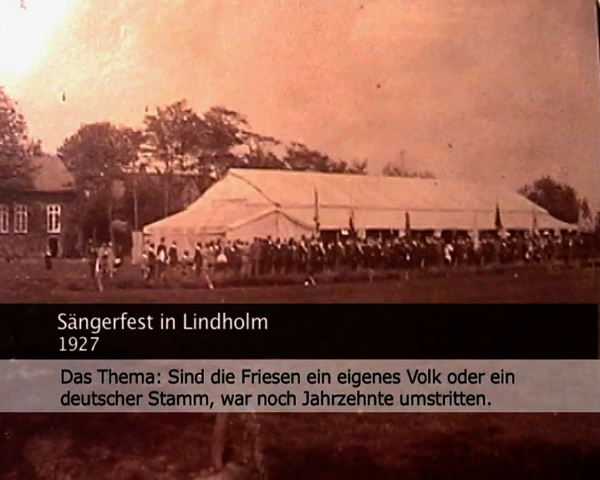 Sängerfest in Lindholm
1927
Das Thema: Sind die Friesen ein eigenes Volk oder ein
deutscher Stamm, war noch Jahrzehnte umstritten.